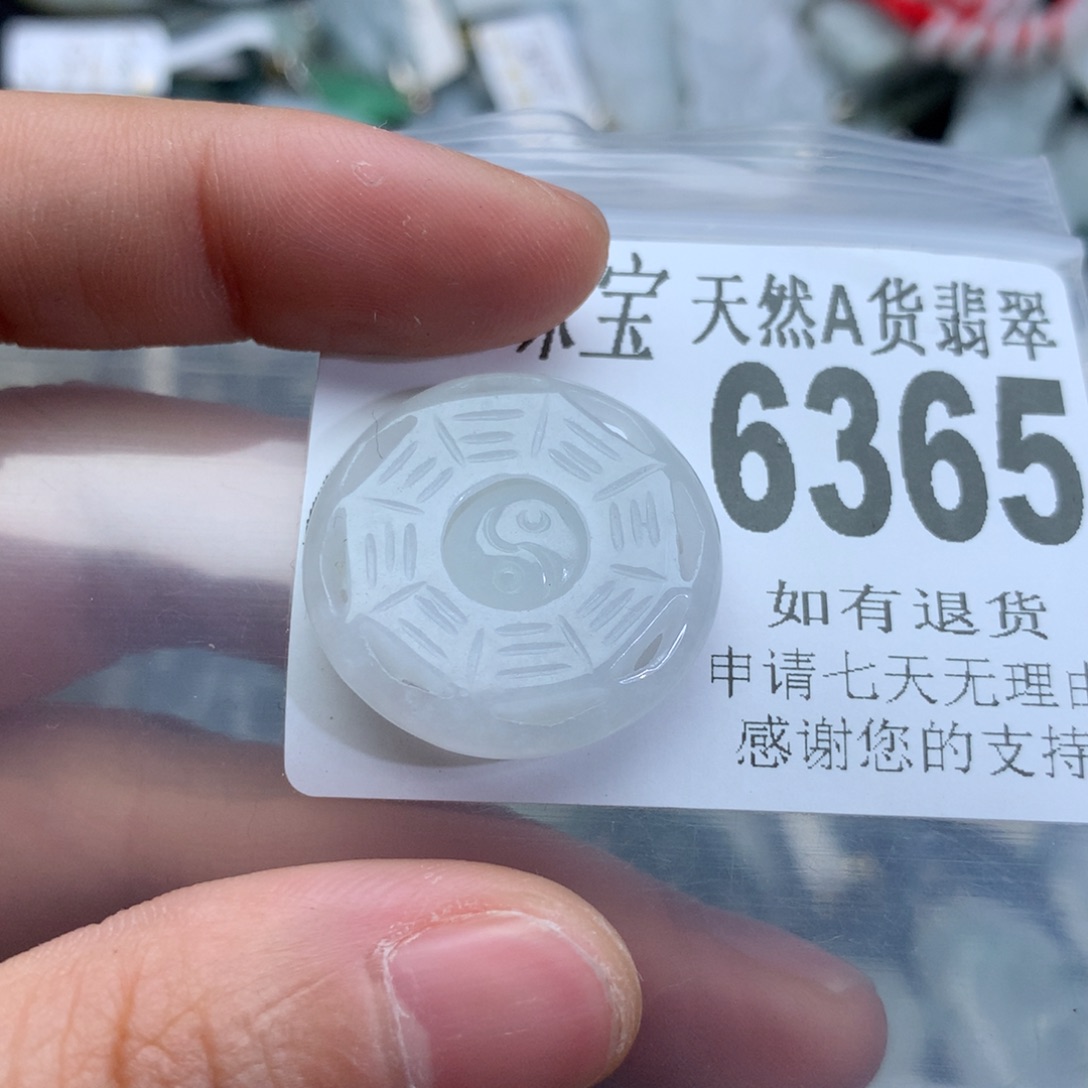 宝 天然A货翡翠
6365
如有退货
申请七天无理由
感谢您的支持